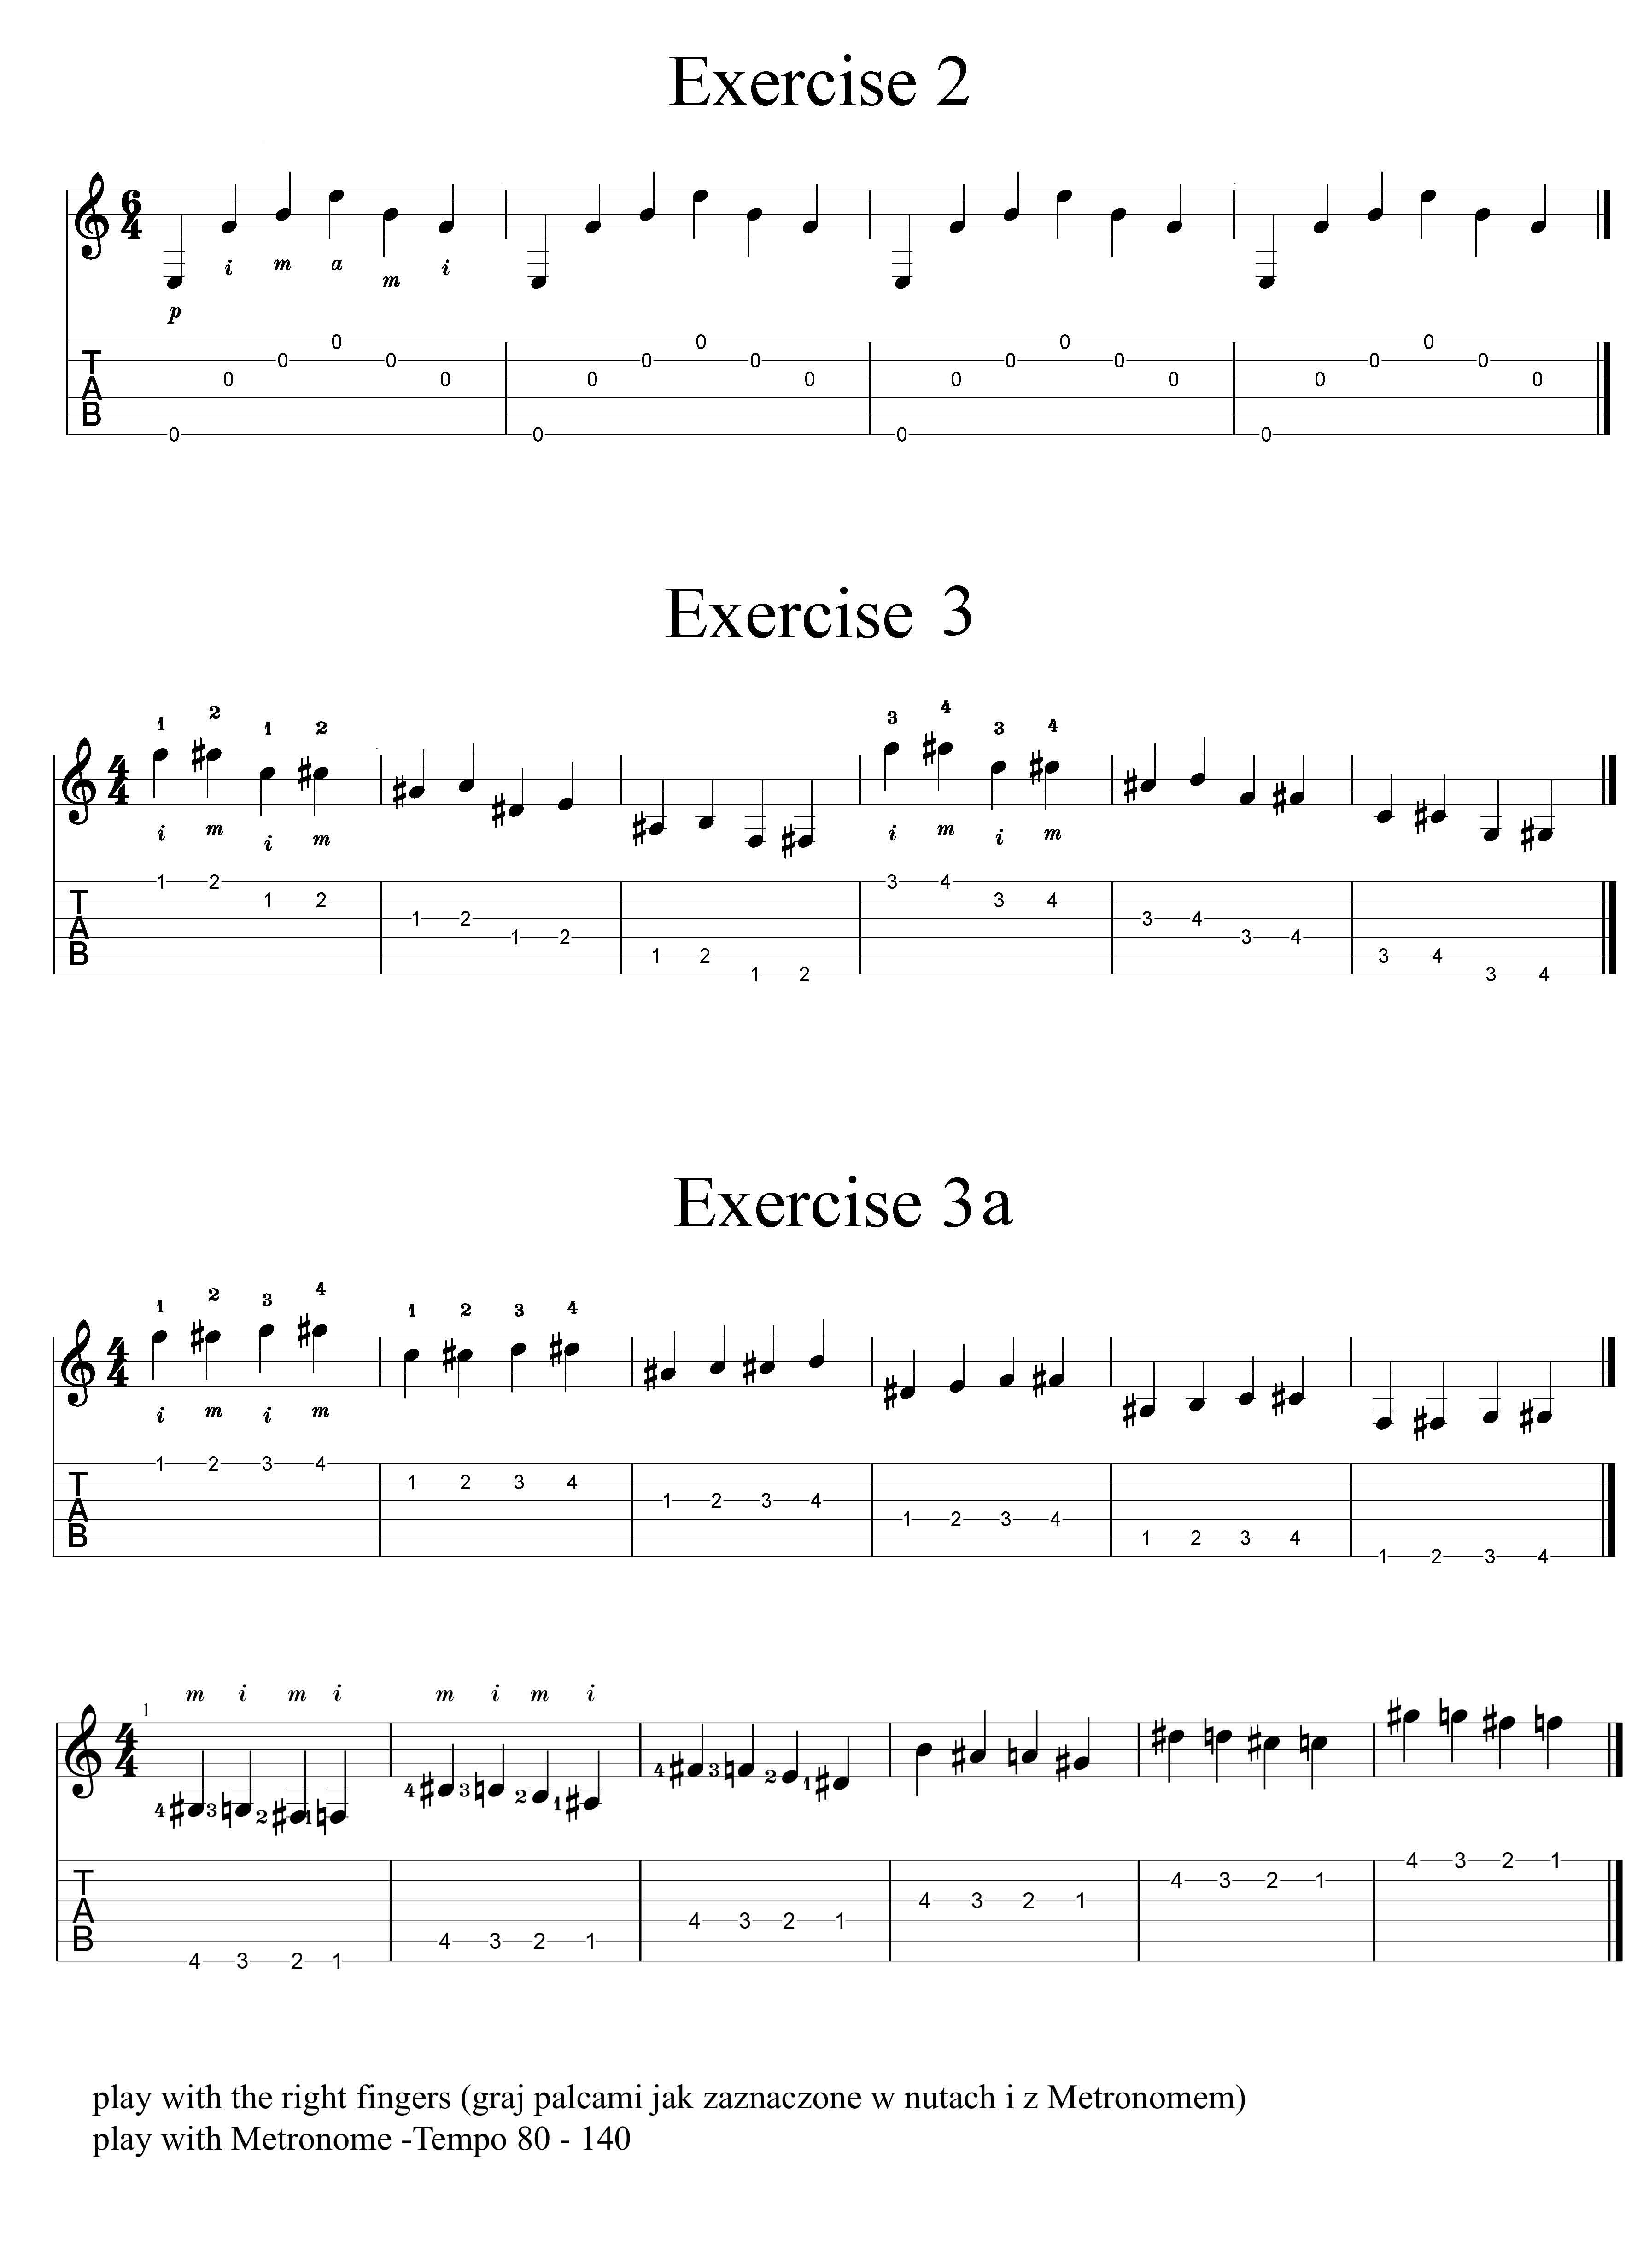 Exercise 2
6
4
i m a m i
p
0 0 0 0 0 0 0 0 0 0 0 0 0 0 0 0 0 0 0 0 0 0 0 0
T
A
B
Exercise 3
1 2 1 2 3 4 3 4
4
4
i m i m i m i m
1 2 1 2 1 2 1 2 1 2 1 2 3 4 3 4 3 4 3 4 3 4 3 4
T
A
B
Exercise 3a
1 2 3 4 1 2 3 4
4
4
i m i m
1 2 3 4 1 2 3 4 1 2 3 4 1 2 3 4 1 2 3 4 1 2 3 4
T
A
B
m i m i m i m i
1
4
4
4 3 2 1 4 3 2 1 4 3 2 1
4 3 2 1 4 3 2 1 4 3 2 1 4 3 2 1 4 3 2 1 4 3 2 1
T
A
B
play with the right fingers (graj palcami jak zaznaczone w nutach i z Metronomem)
play with Metronome -Tempo 80 - 140